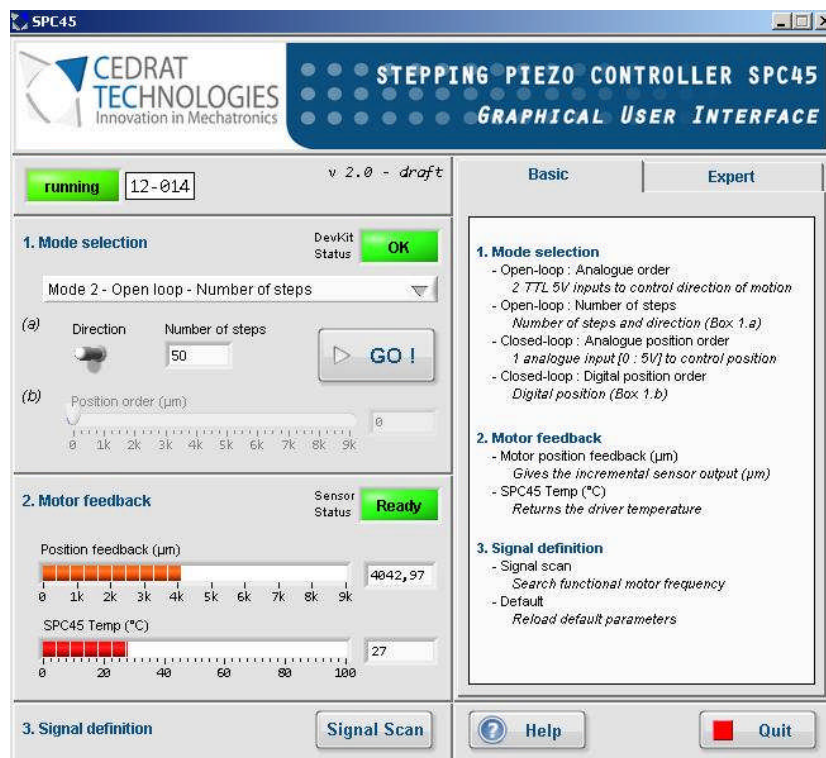 SPC45
CEDRAT
TECHNOLOGIES
Innovation in Mechatronics
STEPPING PIEZO CONTROLLER SPC45
GRAPHICAL USER INTERFACE
running
12-014
v 2.0 - draft
1. Mode selection
DevKit
Status
OK
Mode 2 - Open loop - Number of steps
(a)
Direction
Number of steps
50
GO !
(b)
Position order (µm)
0
0 1k 2k 3k 4k 5k 6k 7k 8k 9k
2. Motor feedback
Sensor
Status
Ready
Position feedback (µm)
4042,97
0 1k 2k 3k 4k 5k 6k 7k 8k 9k
SPC45 Temp (°C)
27
0 20 40 60 80 100
3. Signal definition
Signal Scan
Basic
Expert
1. Mode selection
- Open-loop : Analogue order
2 TTL 5V inputs to control direction of motion
- Open-loop : Number of steps
Number of steps and direction (Box 1.a)
- Closed-loop : Analogue position order
1 analogue input [0 : 5V] to control position
- Closed-loop : Digital position order
Digital position (Box 1.b)
2. Motor feedback
- Motor position feedback (µm)
Gives the incremental sensor output (µm)
- SPC45 Temp (°C)
Returns the driver temperature
3. Signal definition
- Signal scan
Search functional motor frequency
- Default
Reload default parameters
? Help
Quit